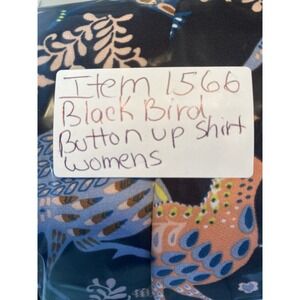 Item 1566
Black Bird
Button up shirt
womens